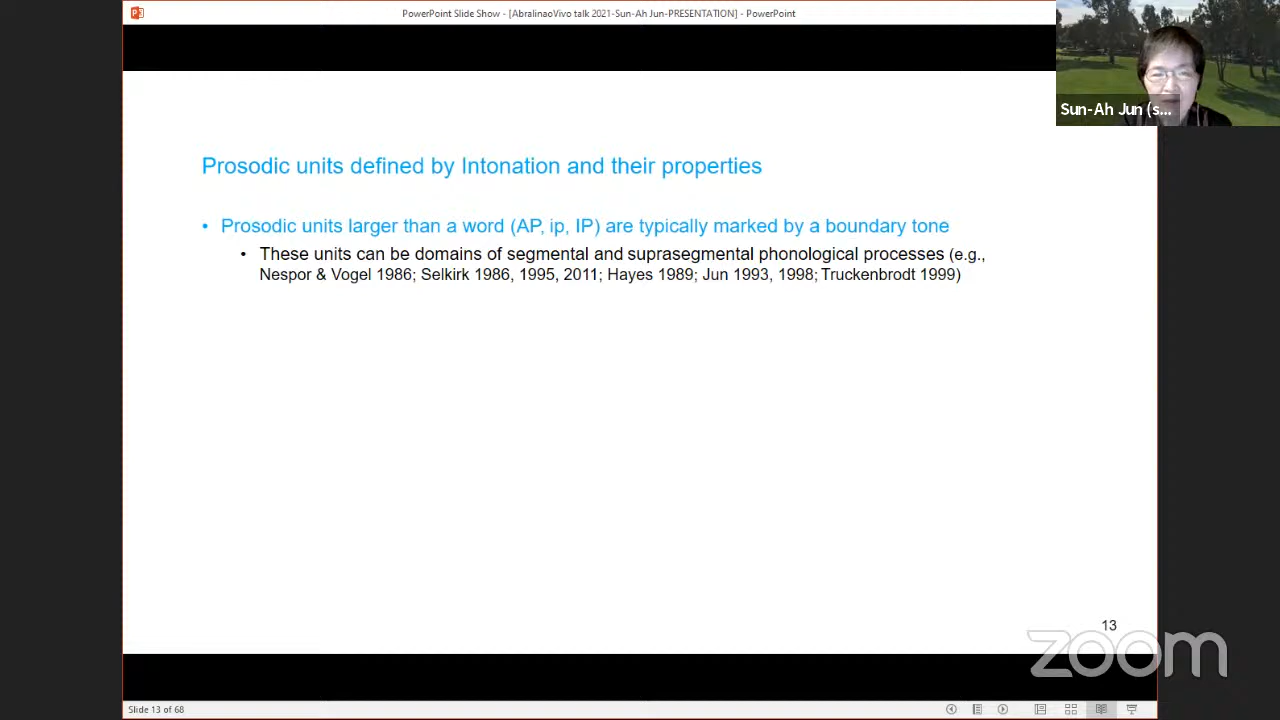 PowerPoint Slide Show - [AbralinaoVivo talk 2021-Sun-Ah Jun-PRESENTATION] - PowerPoint
Sun-Ah Jun (s...
Prosodic units defined by Intonation and their properties
• Prosodic units larger than a word (AP, ip, IP) are typically marked by a boundary tone
• These units can be domains of segmental and suprasegmental phonological processes (e.g.,
Nespor & Vogel 1986; Selkirk 1986, 1995, 2011; Hayes 1989; Jun 1993, 1998; Truckenbrodt 1999)
13
zoom
Slide 13 of 68